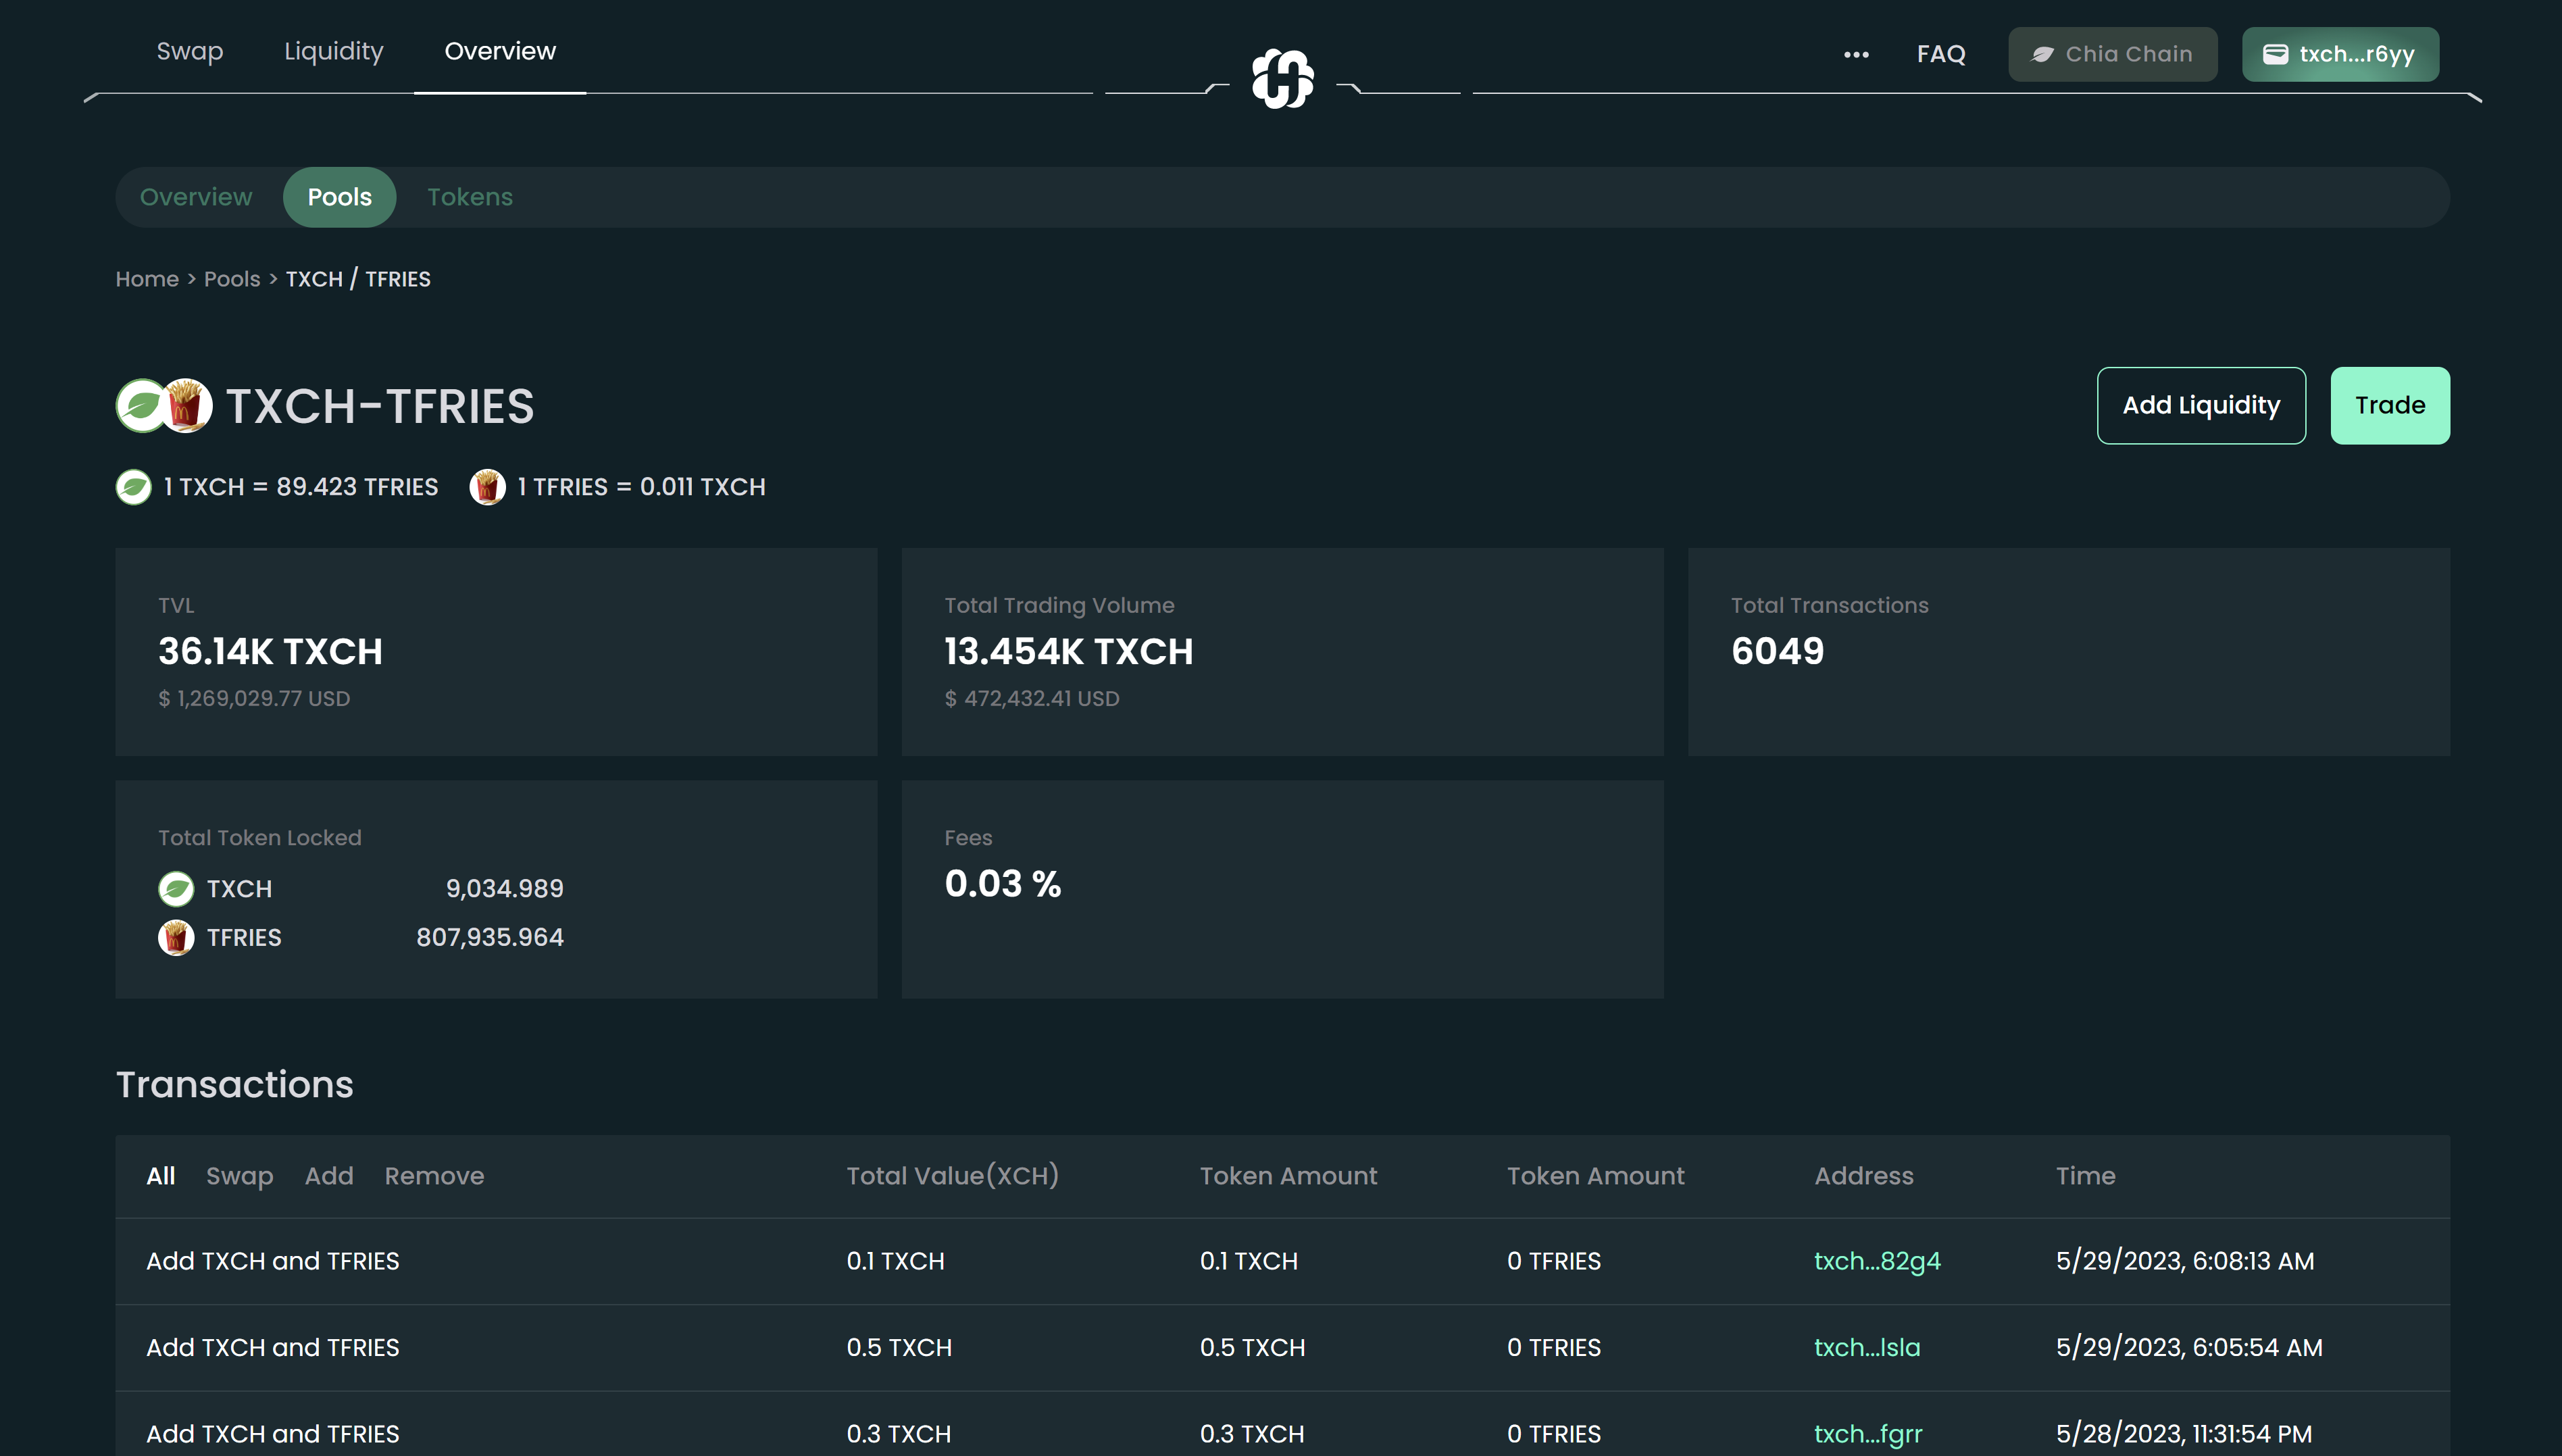 Swap Liquidity Overview ••• FAQ Chia Chain txch...r6yy
Overview Pools Tokens
Home > Pools > TXCH / TFRIES
TXCH-TFRIES Add Liquidity Trade
1 TXCH = 89.423 TFRIES 1 TFRIES = 0.011 TXCH
TVL Total Trading Volume Total Transactions
36.14K TXCH 13.454K TXCH 6049
$ 1,269,029.77 USD $ 472,432.41 USD
Total Token Locked Fees
0.03 %
TXCH 9,034.989
TFRIES 807,935.964
Transactions
All Swap Add Remove Total Value(XCH) Token Amount Token Amount Address Time
Add TXCH and TFRIES 0.1 TXCH 0.1 TXCH 0 TFRIES txch...82g4 5/29/2023, 6:08:13 AM
Add TXCH and TFRIES 0.5 TXCH 0.5 TXCH 0 TFRIES txch...lsla 5/29/2023, 6:05:54 AM
Add TXCH and TFRIES 0.3 TXCH 0.3 TXCH 0 TFRIES txch...fgrr 5/28/2023, 11:31:54 PM